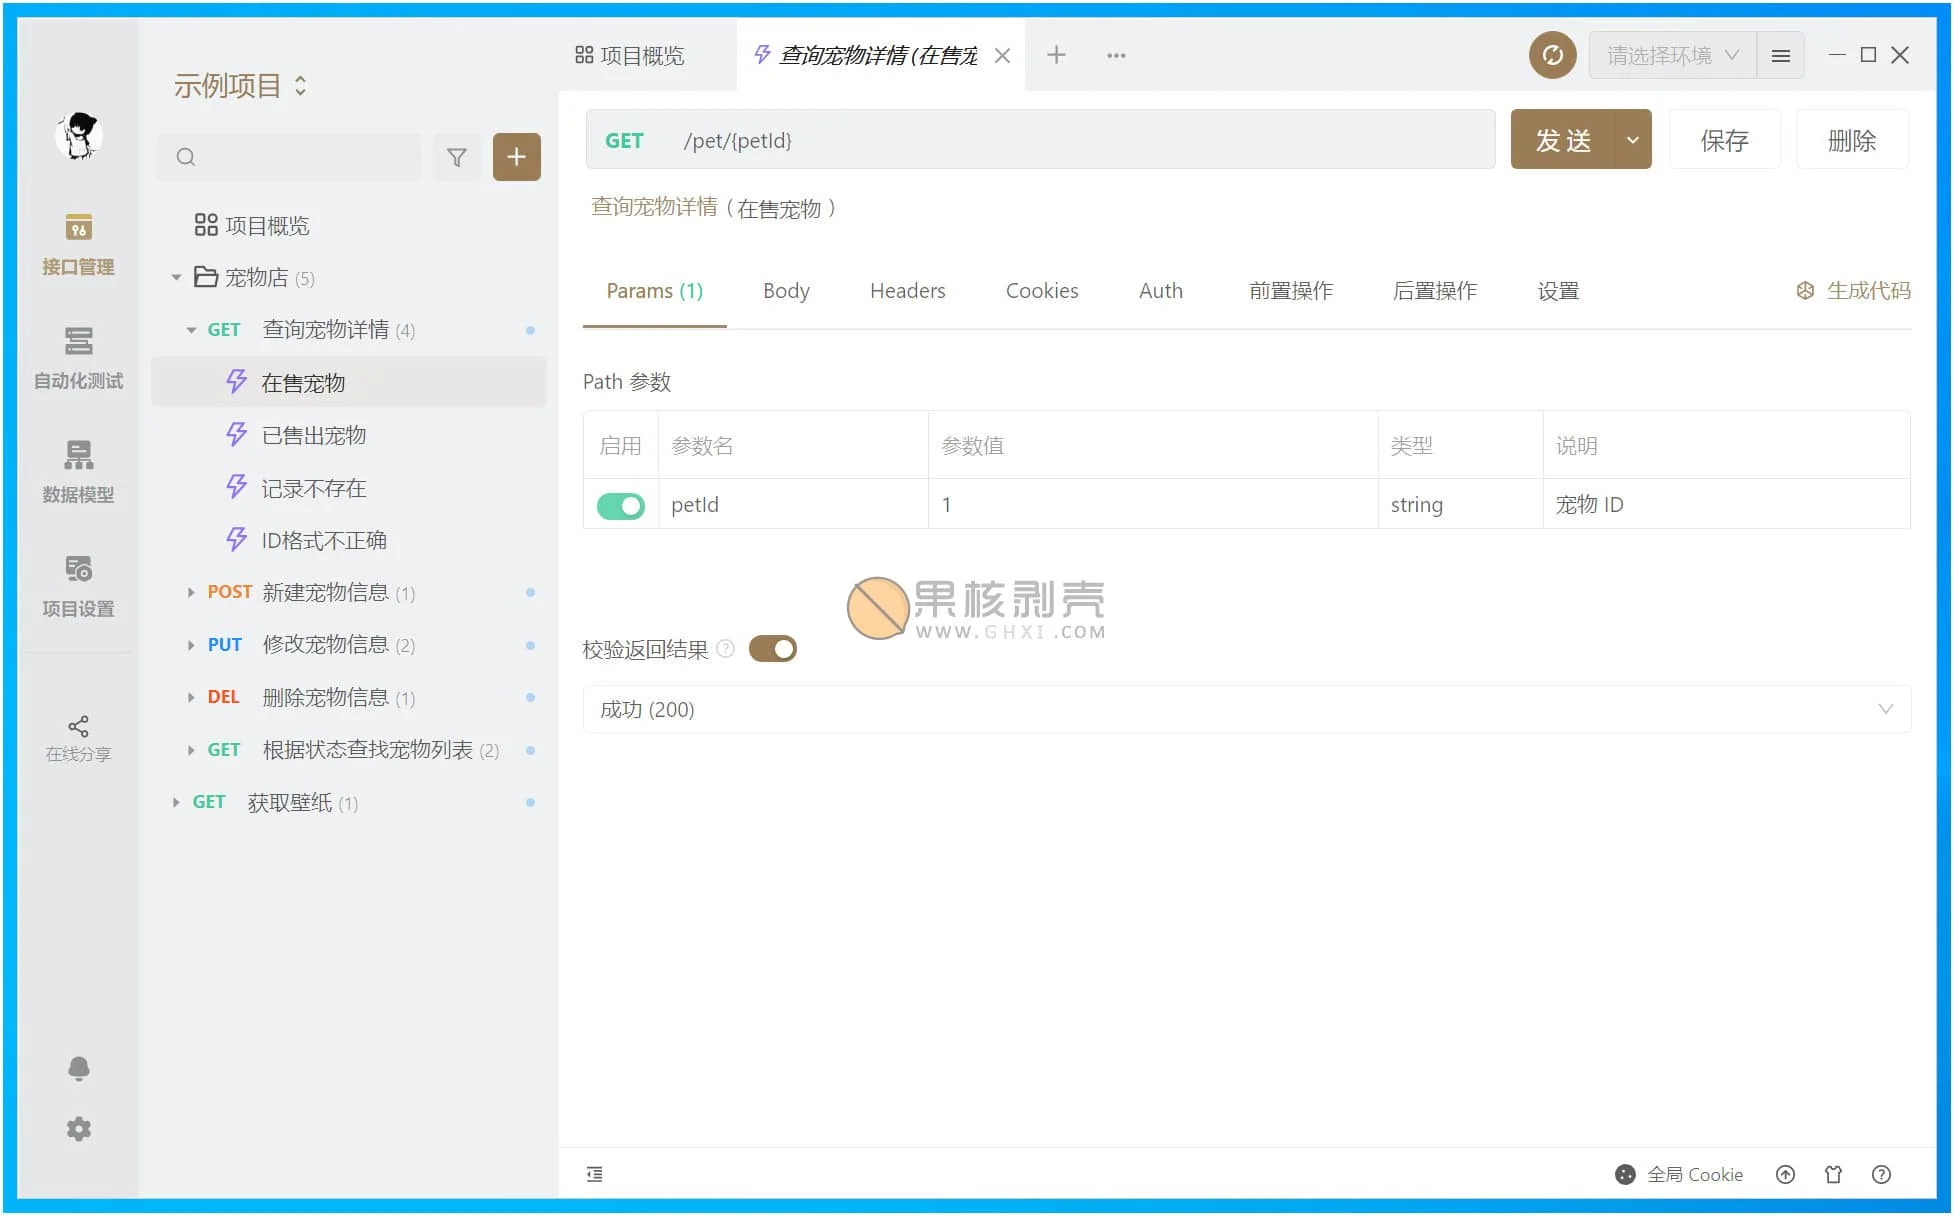 接口管理
自动化测试
数据模型
项目设置
在线分享
示例项目
项目概览
宠物店 (5)
GET 查询宠物详情 (4)
在售宠物
已售出宠物
记录不存在
ID格式不正确
POST 新建宠物信息 (1)
PUT 修改宠物信息 (2)
DEL 删除宠物信息 (1)
GET 根据状态查找宠物列表 (2)
GET 获取壁纸 (1)
项目概览 查询宠物详情 (在售宠 请选择环境
GET /pet/{petId} 发 送 保存 删除
查询宠物详情 ( 在售宠物 )
Params (1) Body Headers Cookies Auth 前置操作 后置操作 设置 生成代码
Path 参数
启用 参数名 参数值 类型 说明
petId 1 string 宠物 ID
果核剥壳
WWW.GHXI.COM
校验返回结果
成功 (200)
全局 Cookie